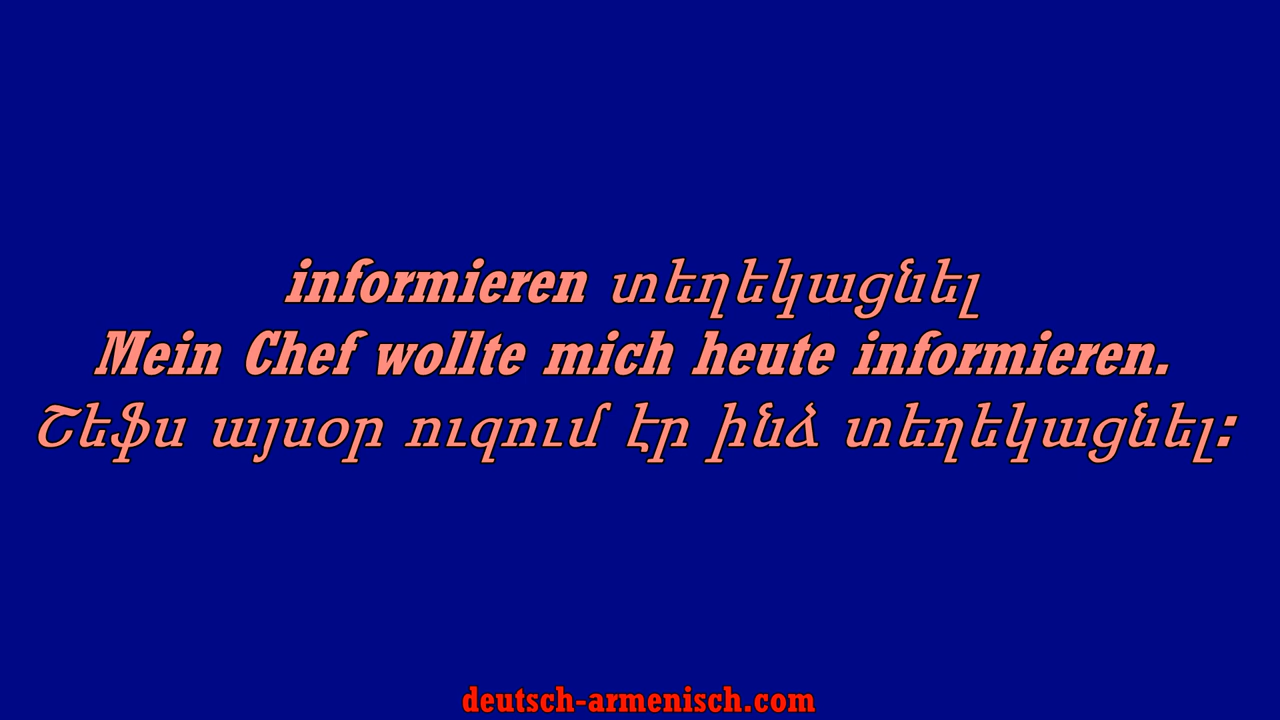 informieren տեղեկացնել
Mein Chef wollte mich heute informieren.
Շեֆս այսօր ուզում էր ինձ տեղեկացնել:
deutsch-armenisch.com